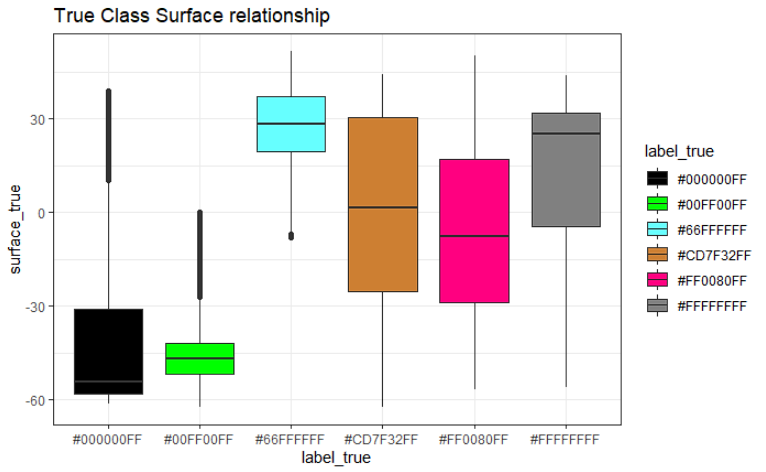 True Class Surface relationship
surface_true
30
0
-30
-60
#000000FF #00FF00FF #66FFFFFF #CD7F32FF #FF0080FF #FFFFFFFF
label_true
label_true
#000000FF
#00FF00FF
#66FFFFFF
#CD7F32FF
#FF0080FF
#FFFFFFFF